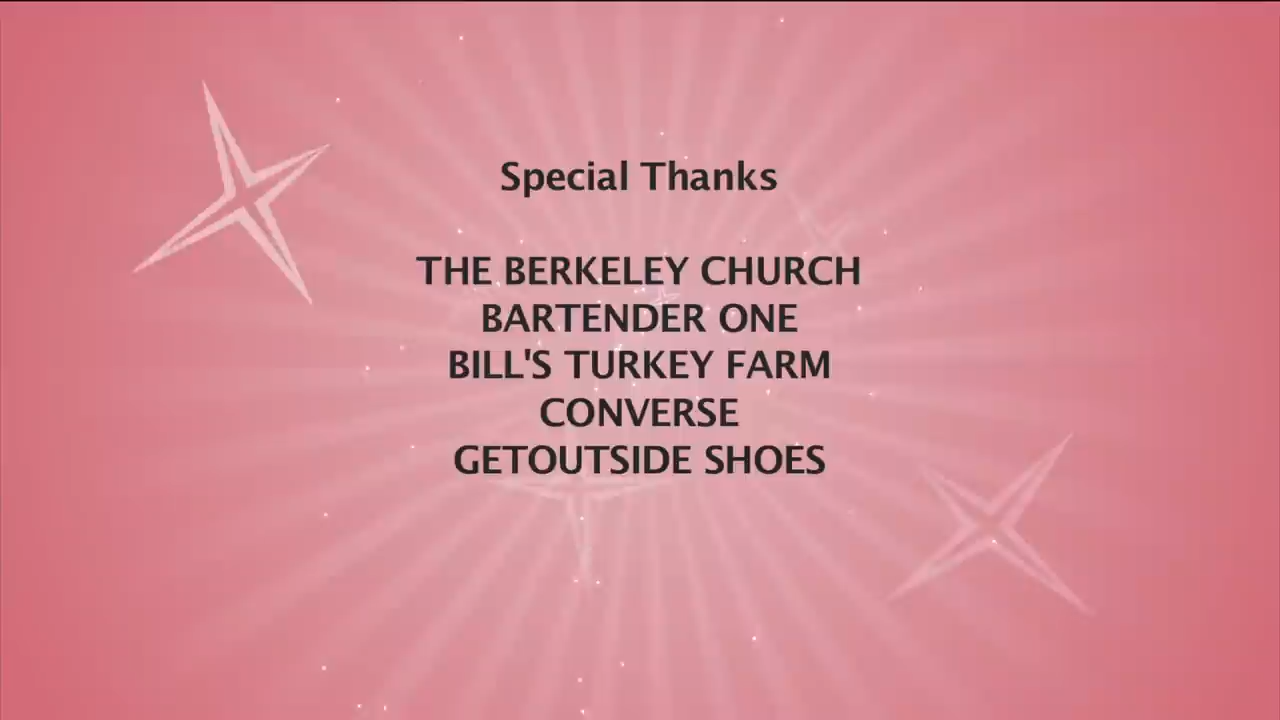 Special Thanks
THE BERKELEY CHURCH
BARTENDER ONE
BILL'S TURKEY FARM
CONVERSE
GETOUTSIDE SHOES